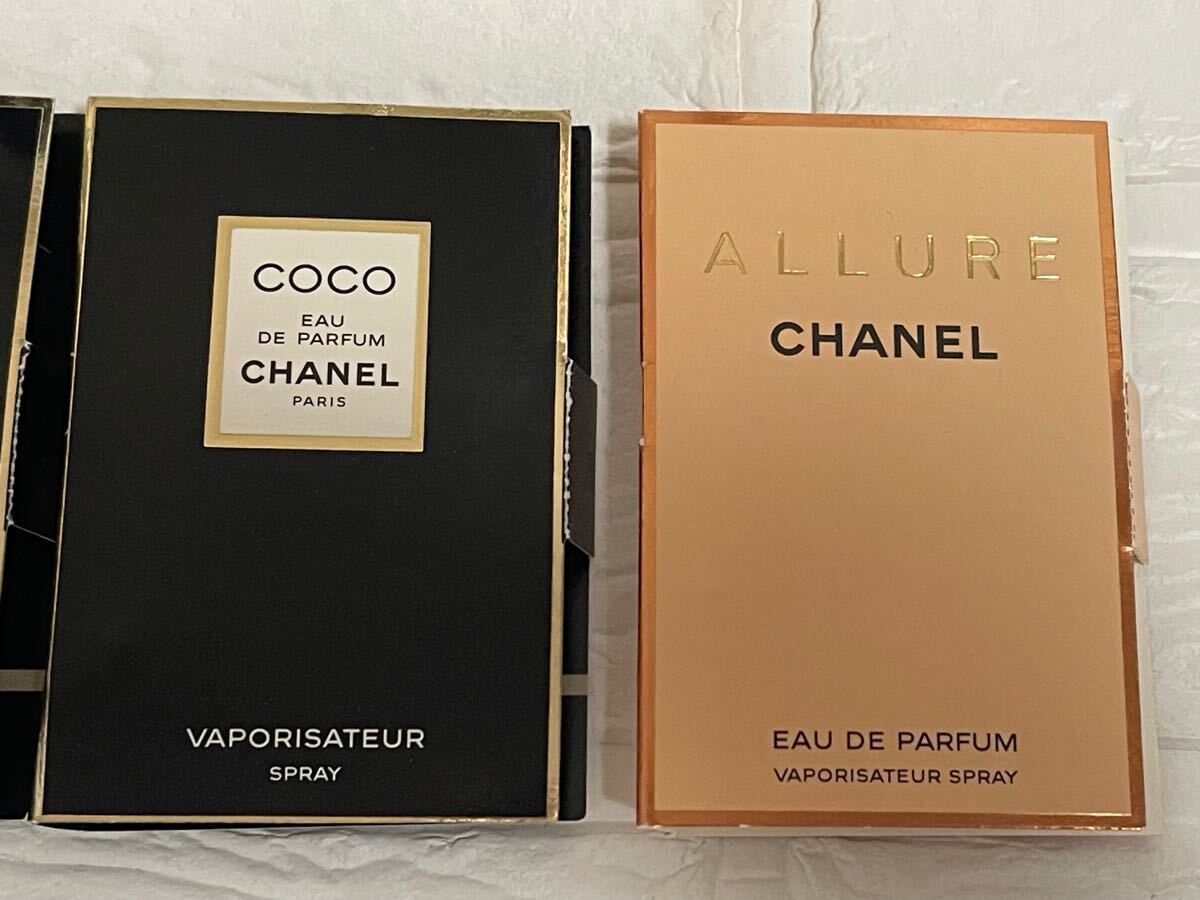 COCO
EAU
DE PARFUM
CHANEL
PARIS
VAPORISATEUR
SPRAY
ALLURE
CHANEL
EAU DE PARFUM
VAPORISATEUR SPRAY